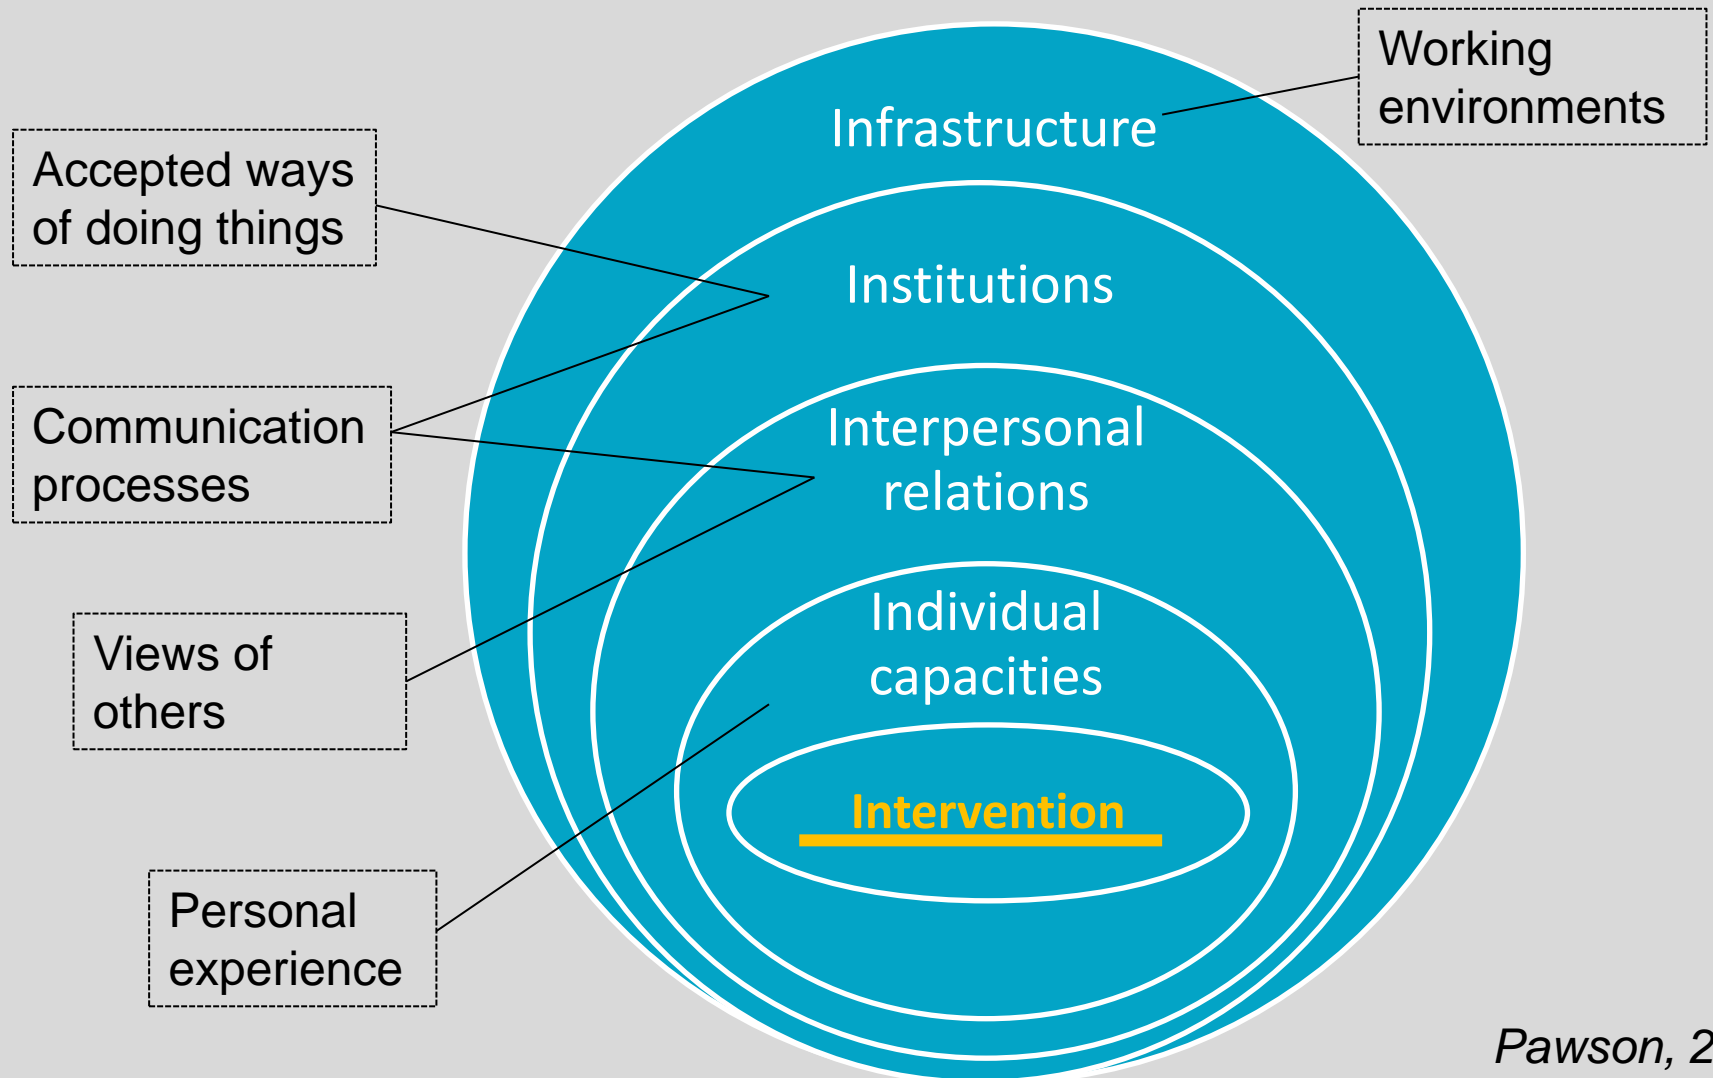 Working
environments
Infrastructure
Accepted ways
of doing things
Institutions
Communication
processes
Interpersonal
relations
Views of
others
Individual
capacities
Intervention
Personal
experience
Pawson, 2